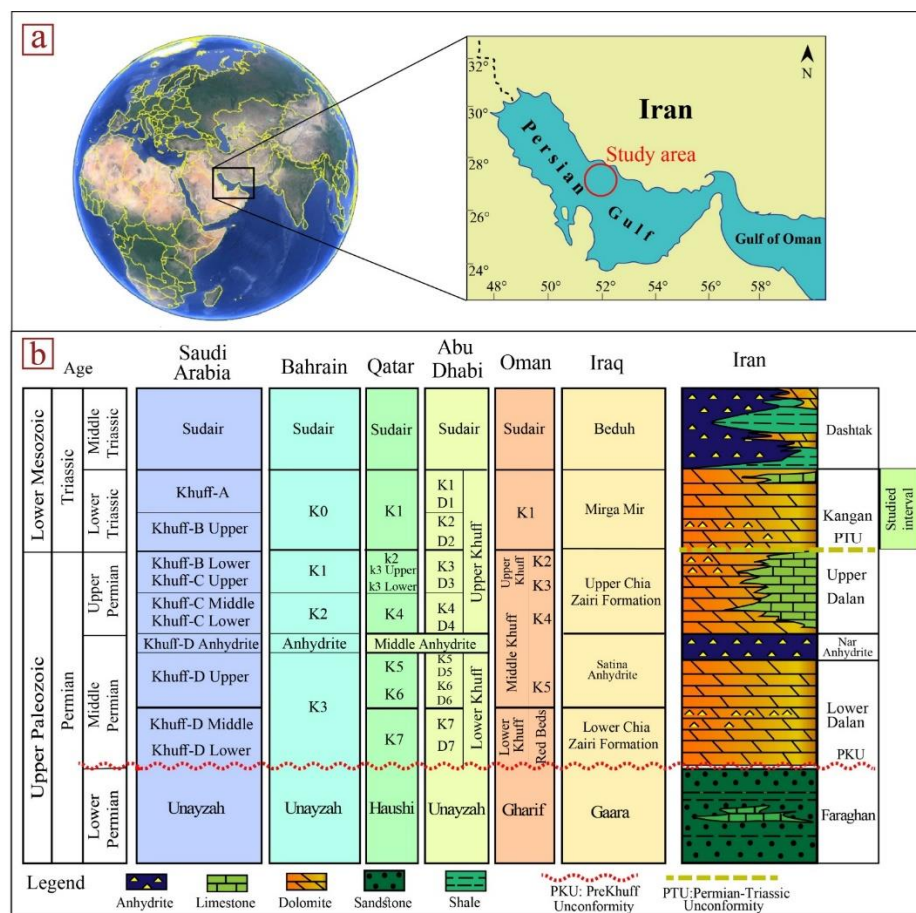 a
N
32°
30°
28°
26°
24°
48°
50°
52°
54°
56°
58°
Iran
Study area
Persian
Gulf
Gulf of Oman
b
Age
Saudi
Arabia
Bahrain
Qatar
Abu
Dhabi
Oman
Iraq
Iran
Lower Mesozoic
Triassic
Middle
Triassic
Sudair
Sudair
Sudair
Sudair
Sudair
Beduh
Dashtak
Lower
Triassic
Khuff-A
Khuff-B Upper
K0
K1
K1
D1
K2
D2
Upper Khuff
K1
Mirga Mir
Kangan
PTU
Studied
interval
Upper Paleozoic
Permian
Upper
Permian
Khuff-B Lower
Khuff-C Upper
Khuff-C Middle
Khuff-C Lower
K1
K2
k2
k3 Upper
k3 Lower
K4
K3
D3
K4
D4
Upper
Khuff
K2
K3
K4
Upper Chia
Zairi Formation
Upper
Dalan
Middle
Permian
Khuff-D Anhydrite
Anhydrite
Middle Anhydrite
Middle Khuff
Nar
Anhydrite
Khuff-D Upper
K3
K5
K6
K5
D5
K6
D6
Lower Khuff
K5
Satina
Anhydrite
Khuff-D Middle
Khuff-D Lower
K7
K7
D7
Lower
Khuff
Red Beds
Lower Chia
Zairi Formation
Lower
Dalan
PKU
Lower
Permian
Unayzah
Unayzah
Haushi
Unayzah
Gharif
Gaara
Faraghan
Legend
Anhydrite
Limestone
Dolomite
Sandstone
Shale
PKU: PreKhuff
Unconformity
PTU:Permian-Triassic
Unconformity